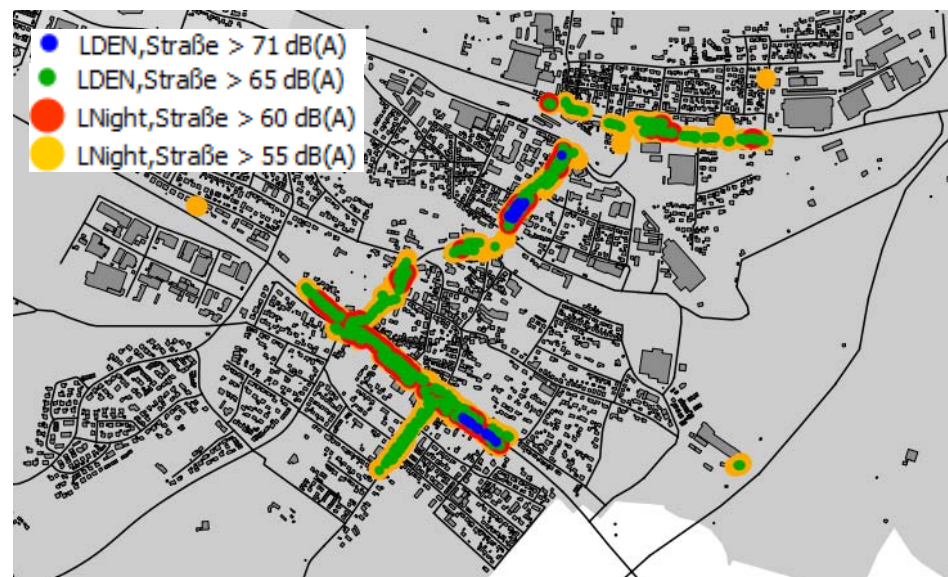 LDEN,Straße > 71 dB(A)
LDEN,Straße > 65 dB(A)
LNight,Straße > 60 dB(A)
LNight,Straße > 55 dB(A)